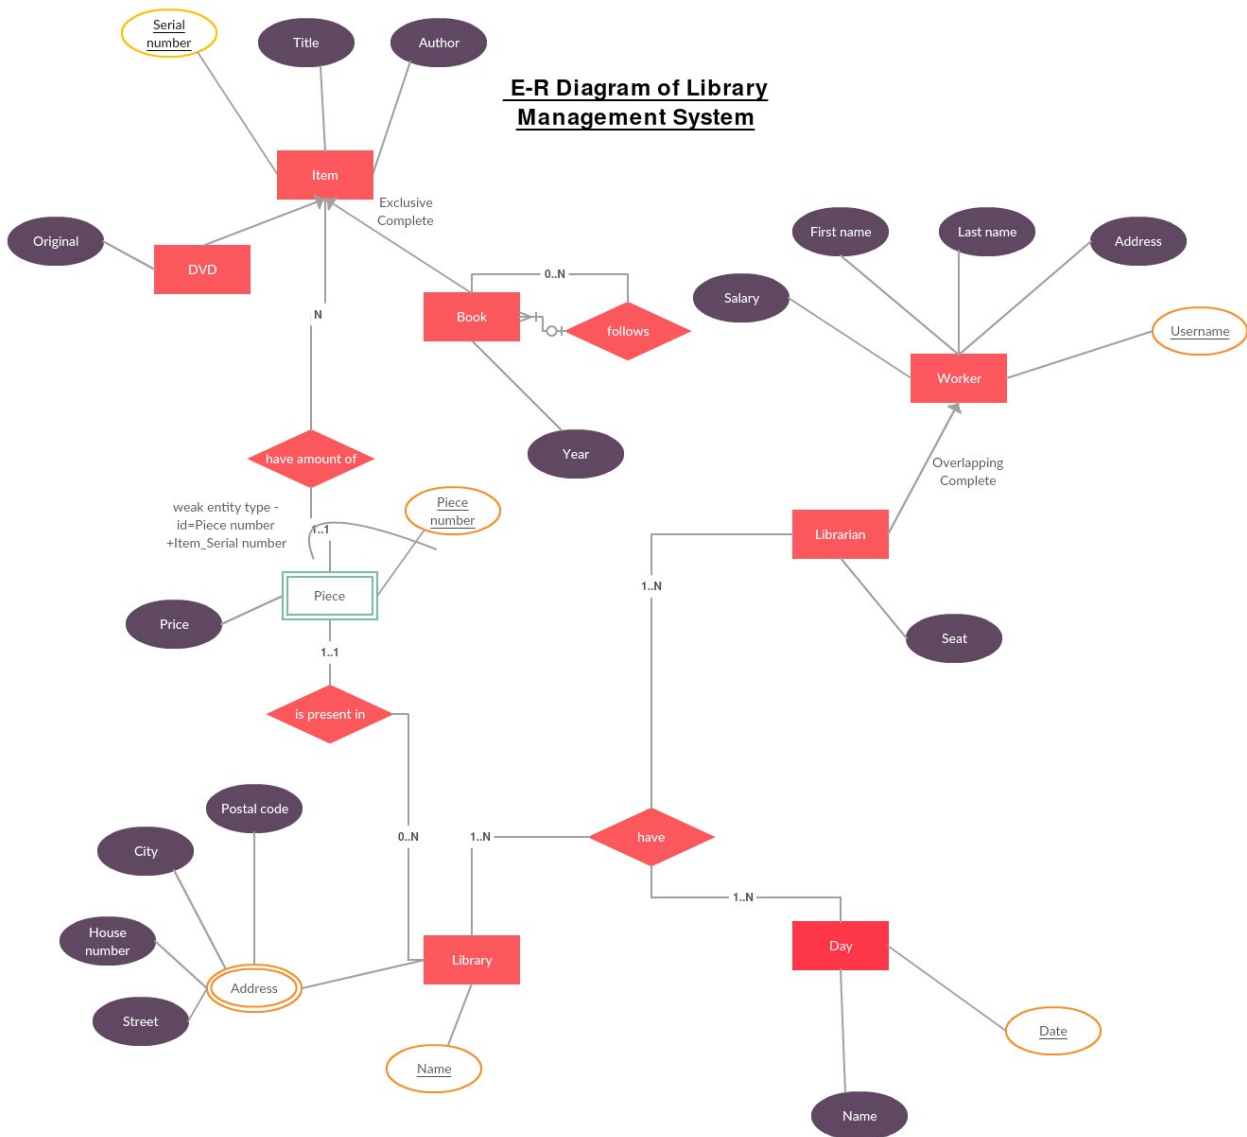 Serial
number
Title
Author
E-R Diagram of Library
Management System
Item
Exclusive
Complete
Original
DVD
First name
Last name
Address
0..N
Salary
N
Book
follows
Username
Worker
have amount of
Year
Overlapping
Complete
weak entity type -
id=Piece number
+Item_Serial number
Piece
number
1..1
Librarian
1..N
Piece
Price
Seat
1..1
is present in
Postal code
0..N
1..N
have
City
1..N
House
number
Library
Day
Address
Street
Date
Name
Name